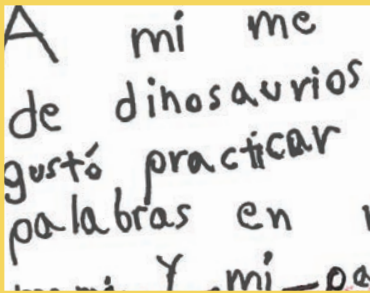 A mi me
de dinosaurios
gustó practicar
palabras en
Y mi